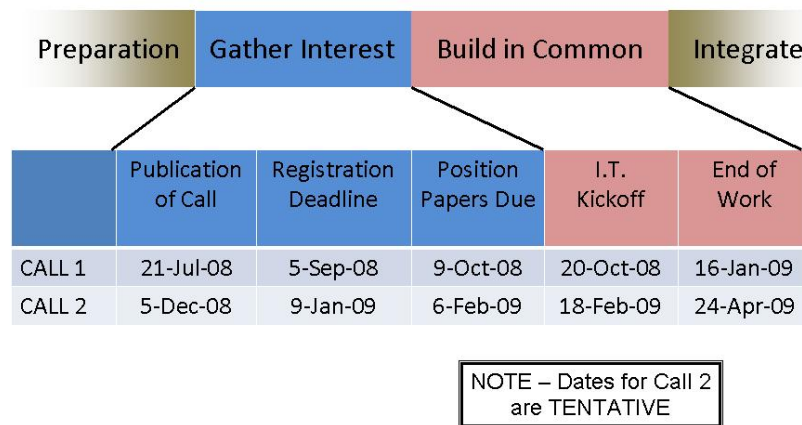 Preparation Gather Interest Build in Common Integrate
Publication of Call Registration Deadline Position Papers Due I.T. Kickoff End of Work
CALL 1 21-Jul-08 5-Sep-08 9-Oct-08 20-Oct-08 16-Jan-09
CALL 2 5-Dec-08 9-Jan-09 6-Feb-09 18-Feb-09 24-Apr-09
NOTE – Dates for Call 2
are TENTATIVE